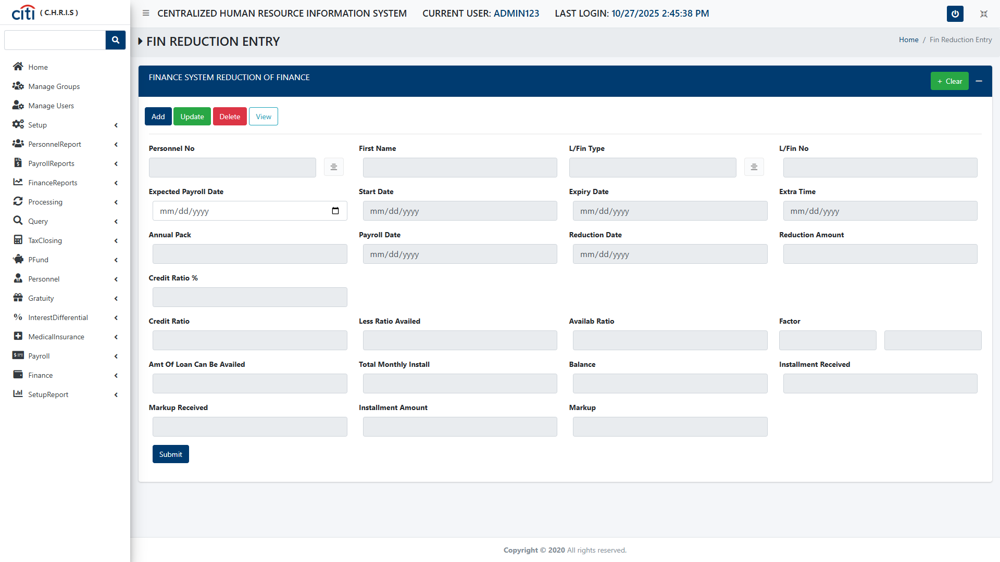 citi ( C.H.R.I.S )
CENTRALIZED HUMAN RESOURCE INFORMATION SYSTEM CURRENT USER: ADMIN123 LAST LOGIN: 10/27/2025 2:45:38 PM
FIN REDUCTION ENTRY
Home / Fin Reduction Entry
Home
Manage Groups
Manage Users
Setup
PersonnelReport
PayrollReports
FinanceReports
Processing
Query
TaxClosing
PFund
Personnel
Gratuity
% InterestDifferential
MedicalInsurance
Payroll
Finance
SetupReport
FINANCE SYSTEM REDUCTION OF FINANCE
+ Clear
Add Update Delete View
Personnel No First Name L/Fin Type L/Fin No
Expected Payroll Date Start Date Expiry Date Extra Time
mm/dd/yyyy mm/dd/yyyy mm/dd/yyyy mm/dd/yyyy
Annual Pack Payroll Date Reduction Date Reduction Amount
mm/dd/yyyy mm/dd/yyyy
Credit Ratio %
Credit Ratio Less Ratio Availed Availab Ratio Factor
Amt Of Loan Can Be Availed Total Monthly Install Balance Installment Received
Markup Received Installment Amount Markup
Submit
Copyright © 2020 All rights reserved.